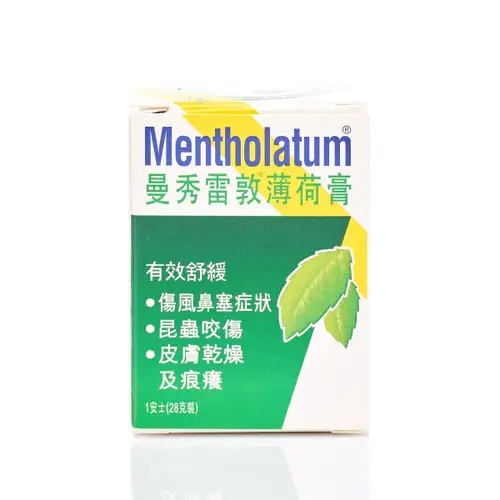 Mentholatum®
曼秀雷敦®薄荷膏
有效舒緩
•傷風鼻塞症狀
•昆蟲咬傷
•皮膚乾燥
及痕癢
1安士(28克裝)